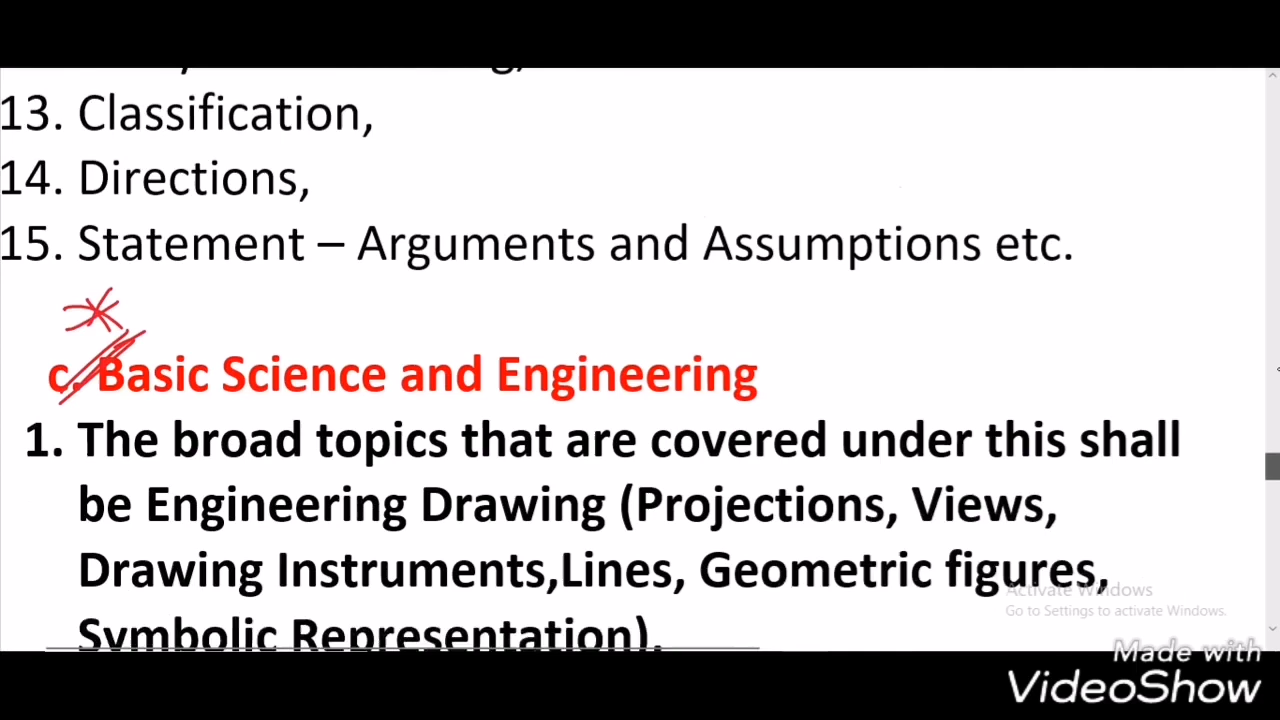 13. Classification,
14. Directions,
15. Statement – Arguments and Assumptions etc.
c. Basic Science and Engineering
1. The broad topics that are covered under this shall
be Engineering Drawing (Projections, Views,
Drawing Instruments,Lines, Geometric figures,
Symbolic Representation).
Activate Windows
Go to Settings to activate Windows.
Made with
VideoShow